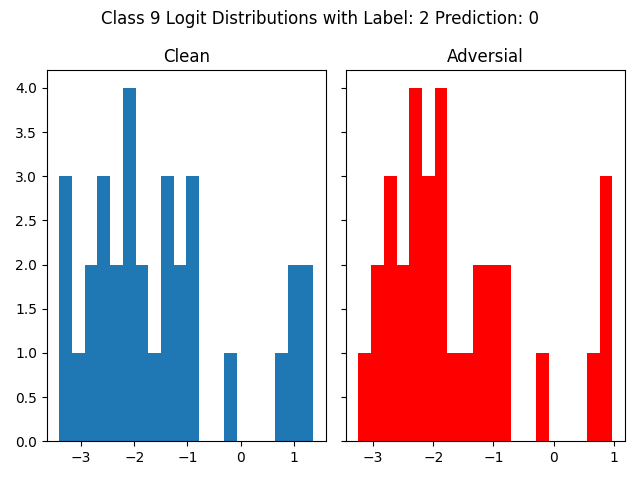 Class 9 Logit Distributions with Label: 2 Prediction: 0
Clean
Adversial
4.0
3.5
3.0
2.5
2.0
1.5
1.0
0.5
0.0
−3 −2 −1 0 1
−3 −2 −1 0 1